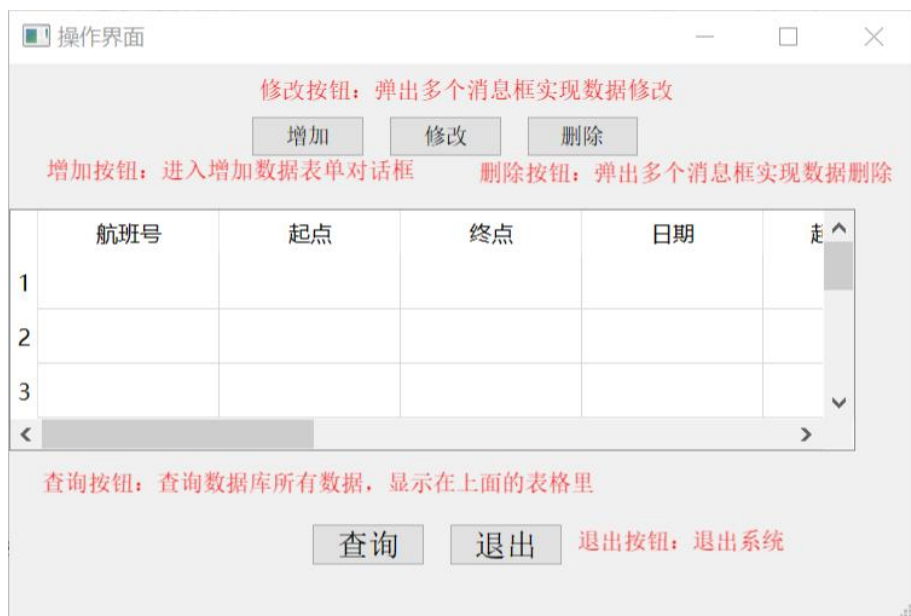 操作界面
修改按钮：弹出多个消息框实现数据修改
增加 修改 删除
增加按钮：进入增加数据表单对话框 删除按钮：弹出多个消息框实现数据删除
航班号 起点 终点 日期
1
2
3
查询按钮：查询数据库所有数据，显示在上面的表格里
查询 退出 退出按钮：退出系统